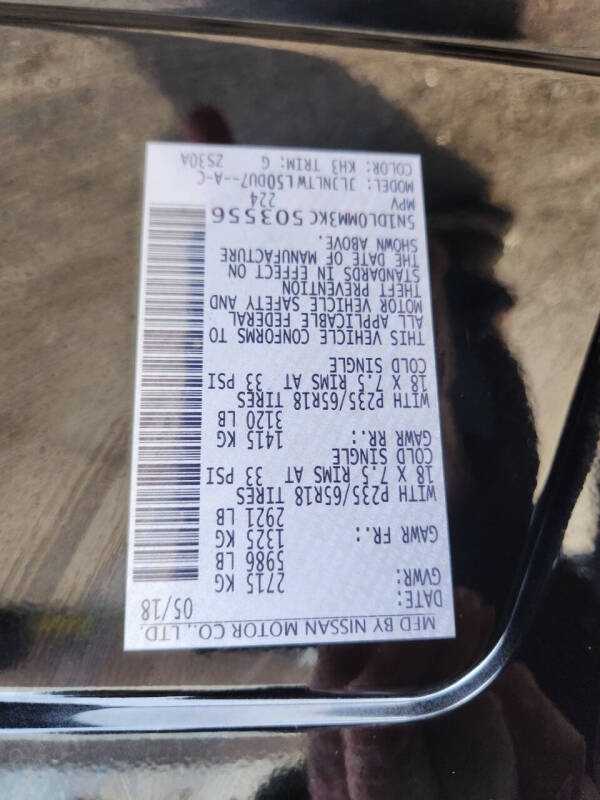 MFD BY NISSAN MOTOR CO., LTD.
DATE: 05/18
GVWR: 2715 KG
5986 LB
GAWR FR.: 1325 KG
2921 LB
WITH P235/65R18 TIRES
18 X 7.5 RIMS AT 33 PSI
COLD SINGLE
GAWR RR.: 1415 KG
3120 LB
WITH P235/65R18 TIRES
18 X 7.5 RIMS AT 33 PSI
COLD SINGLE
THIS VEHICLE CONFORMS TO
ALL APPLICABLE FEDERAL
MOTOR VEHICLE SAFETY AND
THEFT PREVENTION
STANDARDS IN EFFECT ON
THE DATE OF MANUFACTURE
SHOWN ABOVE.
5N1DL0MM3KC503556
MPV 224
MODEL: JLJNLTWL50DU7--A-C
COLOR: KH3 TRIM: G 2S30A